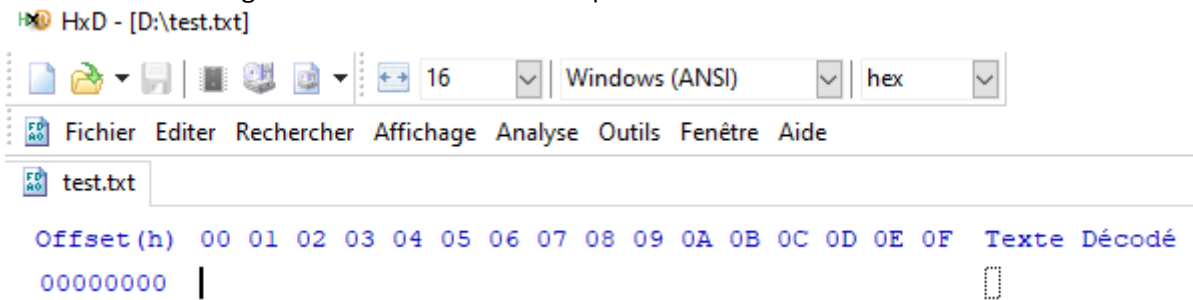 HxD - [D:\test.txt]
16 Windows (ANSI) hex
Fichier Editer Rechercher Affichage Analyse Outils Fenêtre Aide
test.txt
Offset(h) 00 01 02 03 04 05 06 07 08 09 0A 0B 0C 0D 0E 0F Texte Décodé
00000000